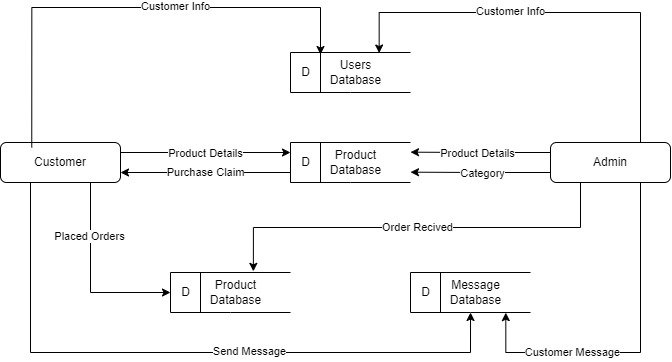 Customer Info
Customer Info
D
Users
Database
Customer
Product Details
Purchase Claim
D
Product
Database
Product Details
Category
Admin
Placed Orders
Order Recived
D
Product
Database
D
Message
Database
Send Message
Customer Message